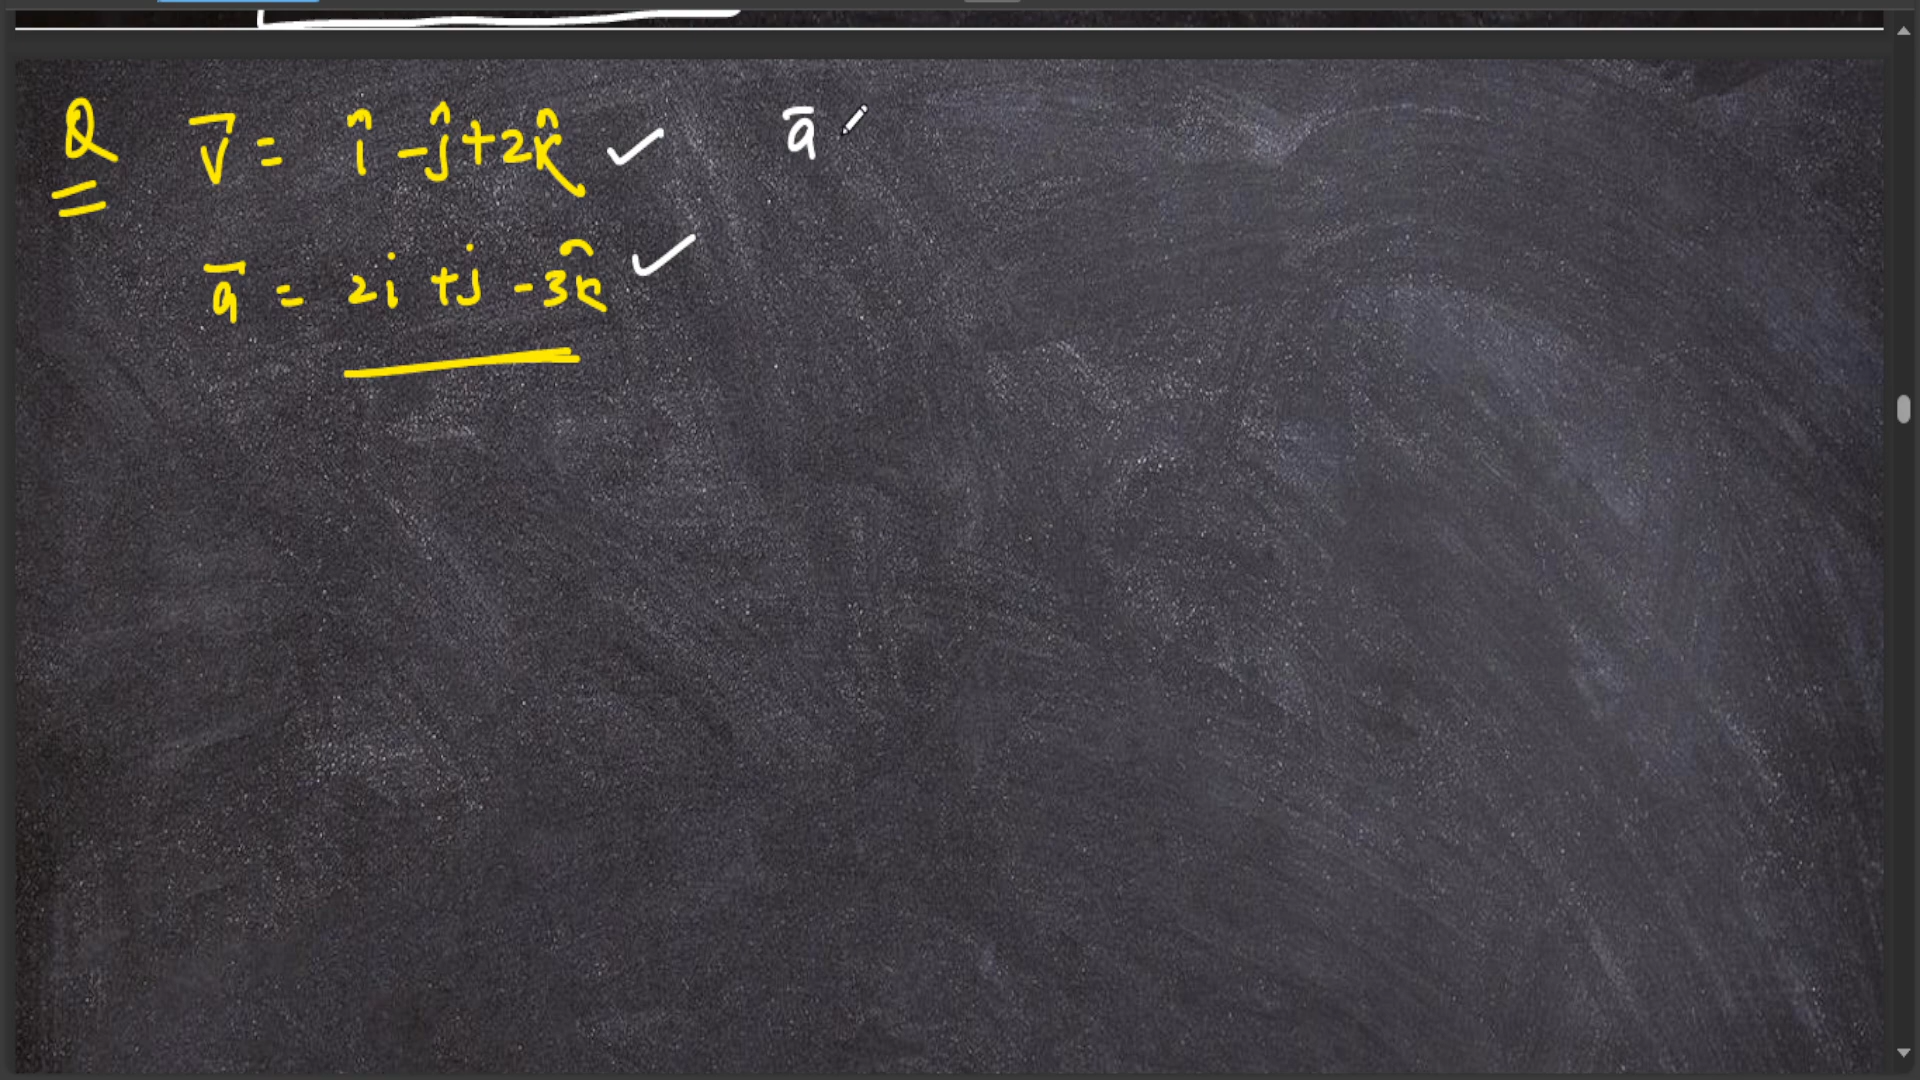 Q v⃗ = î - ĵ + 2k̂ ✓ a̅
a̅ = 2i + j - 3k̂ ✓